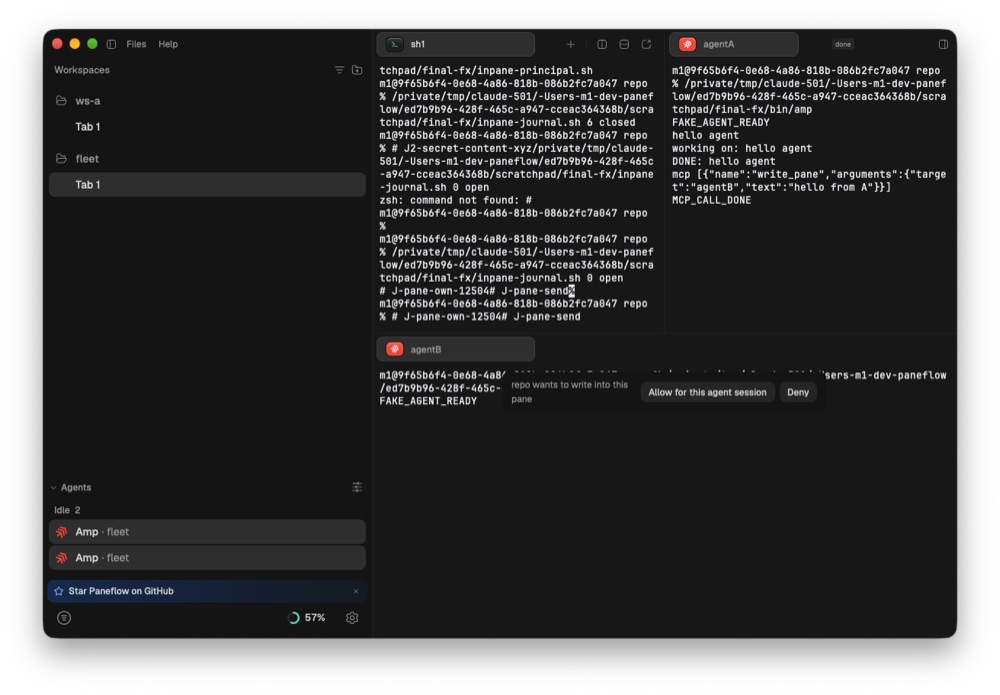 Files Help
Workspaces
ws-a
Tab 1
fleet
Tab 1
Agents
Idle 2
Amp · fleet
Amp · fleet
Star Paneflow on GitHub
57%
sh1
tchpad/final-fx/inpane-principal.sh
m1@9f65b6f4-0e68-4a86-818b-086b2fc7a047 repo
% /private/tmp/claude-501/-Users-m1-dev-panef
low/ed7b9b96-428f-465c-a947-cceac364368b/scra
tchpad/final-fx/inpane-journal.sh 6 closed
m1@9f65b6f4-0e68-4a86-818b-086b2fc7a047 repo
% # J2-secret-content-xyz/private/tmp/claude-
501/-Users-m1-dev-paneflow/ed7b9b96-428f-465c
-a947-cceac364368b/scratchpad/final-fx/inpane
-journal.sh 0 open
zsh: command not found: #
m1@9f65b6f4-0e68-4a86-818b-086b2fc7a047 repo
%
m1@9f65b6f4-0e68-4a86-818b-086b2fc7a047 repo
% /private/tmp/claude-501/-Users-m1-dev-panef
low/ed7b9b96-428f-465c-a947-cceac364368b/scra
tchpad/final-fx/inpane-journal.sh 0 open
# J-pane-own-12504# J-pane-send%
m1@9f65b6f4-0e68-4a86-818b-086b2fc7a047 repo
% # J-pane-own-12504# J-pane-send
agentA
done
m1@9f65b6f4-0e68-4a86-818b-086b2fc7a047 repo
% /private/tmp/claude-501/-Users-m1-dev-panef
low/ed7b9b96-428f-465c-a947-cceac364368b/scra
tchpad/final-fx/bin/amp
FAKE_AGENT_READY
hello agent
working on: hello agent
DONE: hello agent
mcp [{"name":"write_pane","arguments":{"targe
t":"agentB","text":"hello from A"}}]
MCP_CALL_DONE
agentB
m1@9f65b6f4-0e68-4a8 sers-m1-dev-paneflow
/ed7b9b96-428f-465c-
FAKE_AGENT_READY
repo wants to write into this
pane
Allow for this agent session
Deny